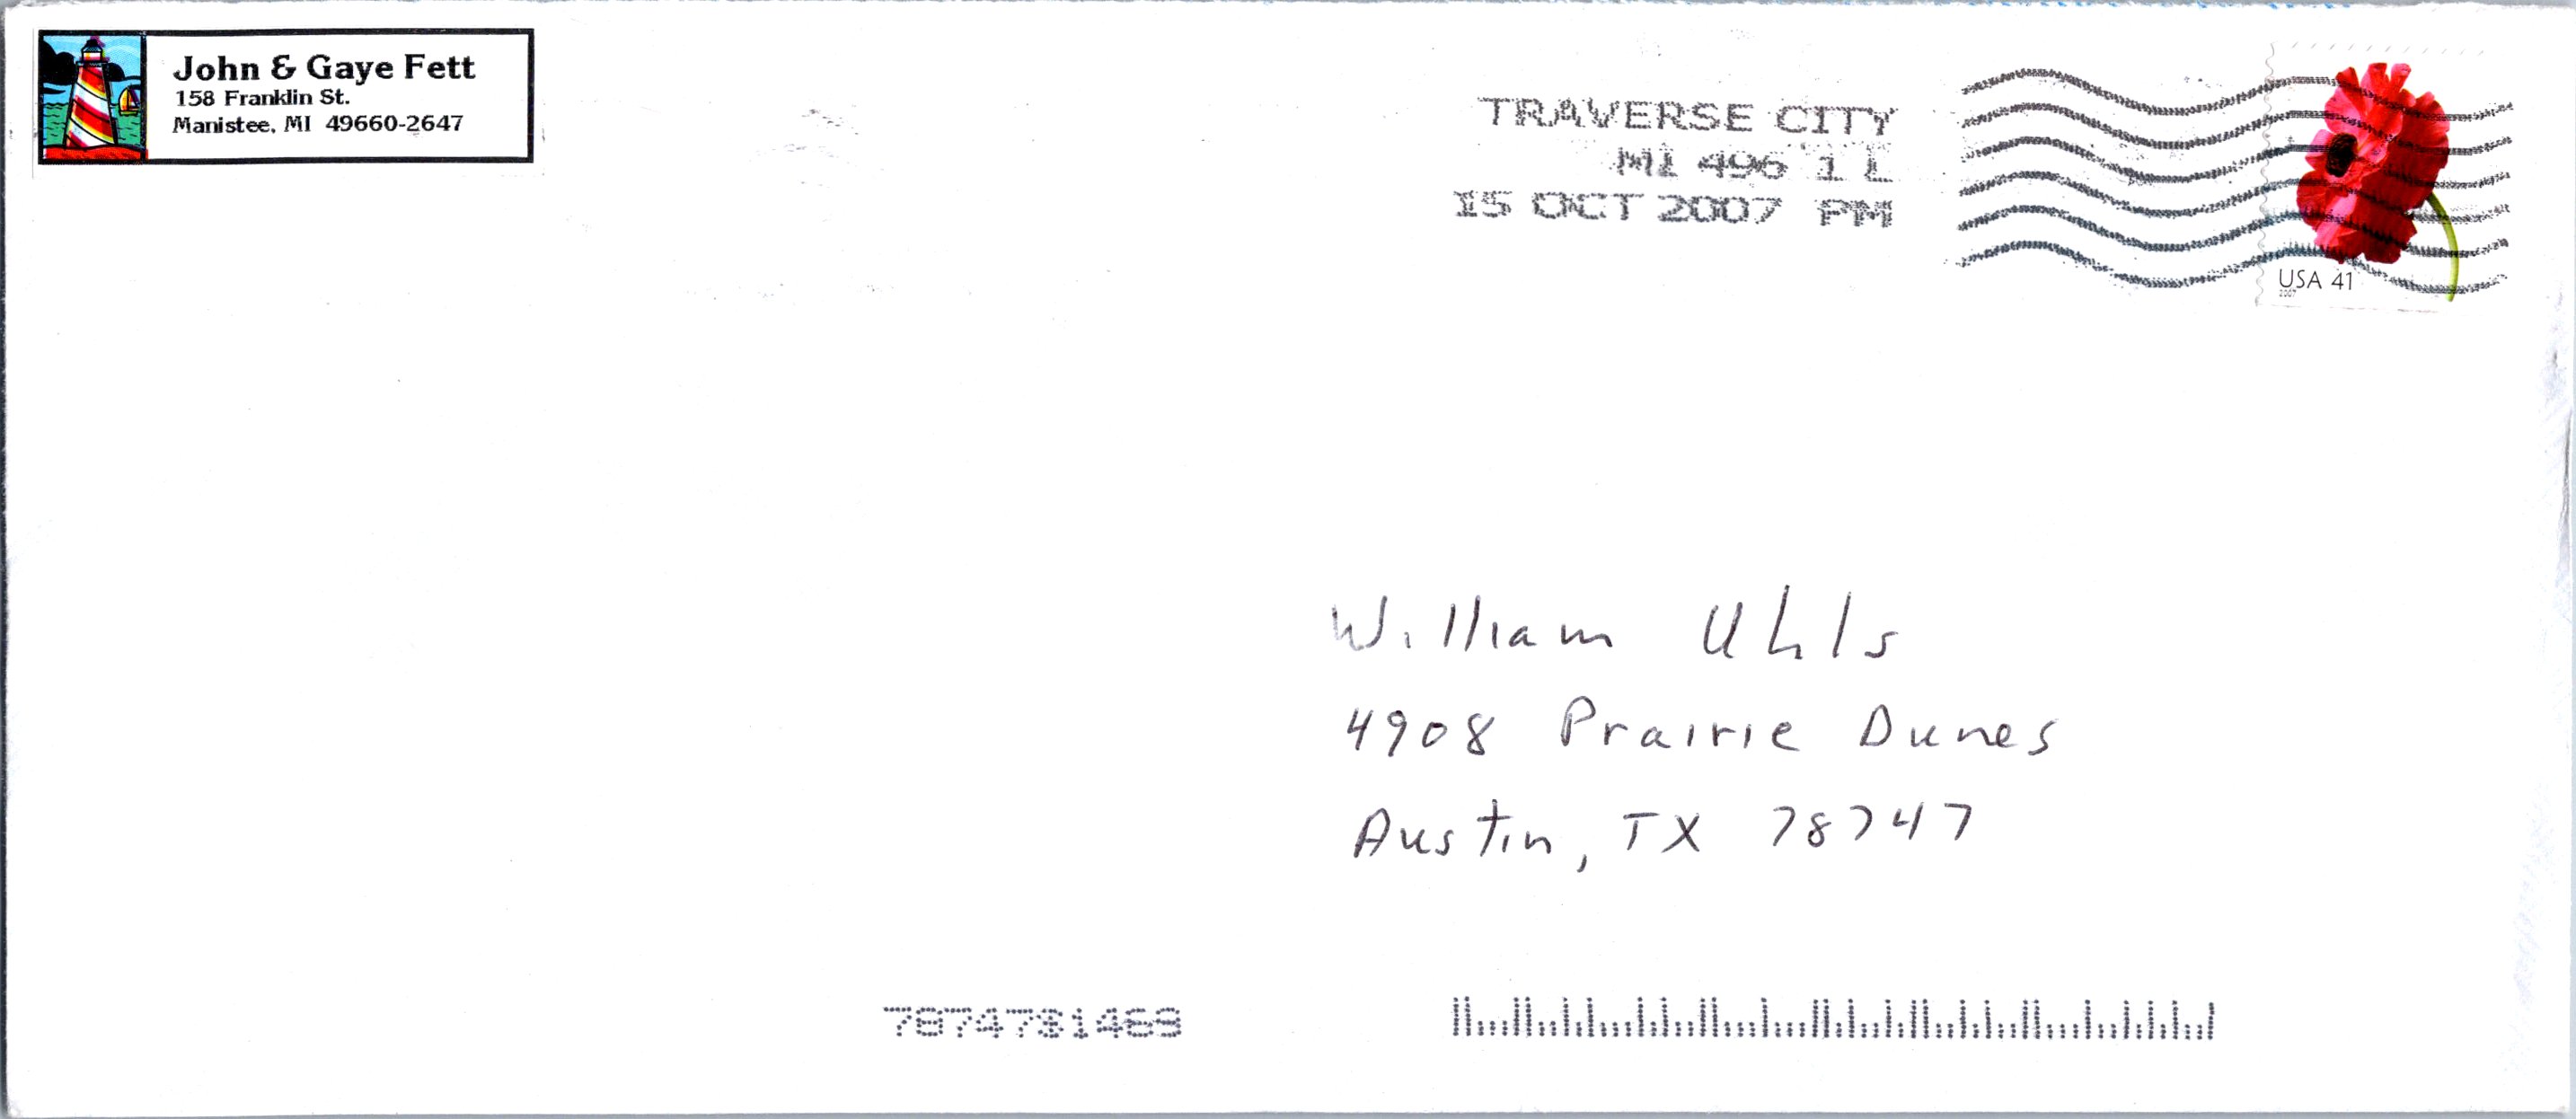 John & Gaye Fett
158 Franklin St.
Manistee, MI 49660-2647
TRAVERSE CITY
MI 496 1 L
15 OCT 2007 PM
USA 41
2007
William Uhls
4908 Prairie Dunes
Austin, TX 78747